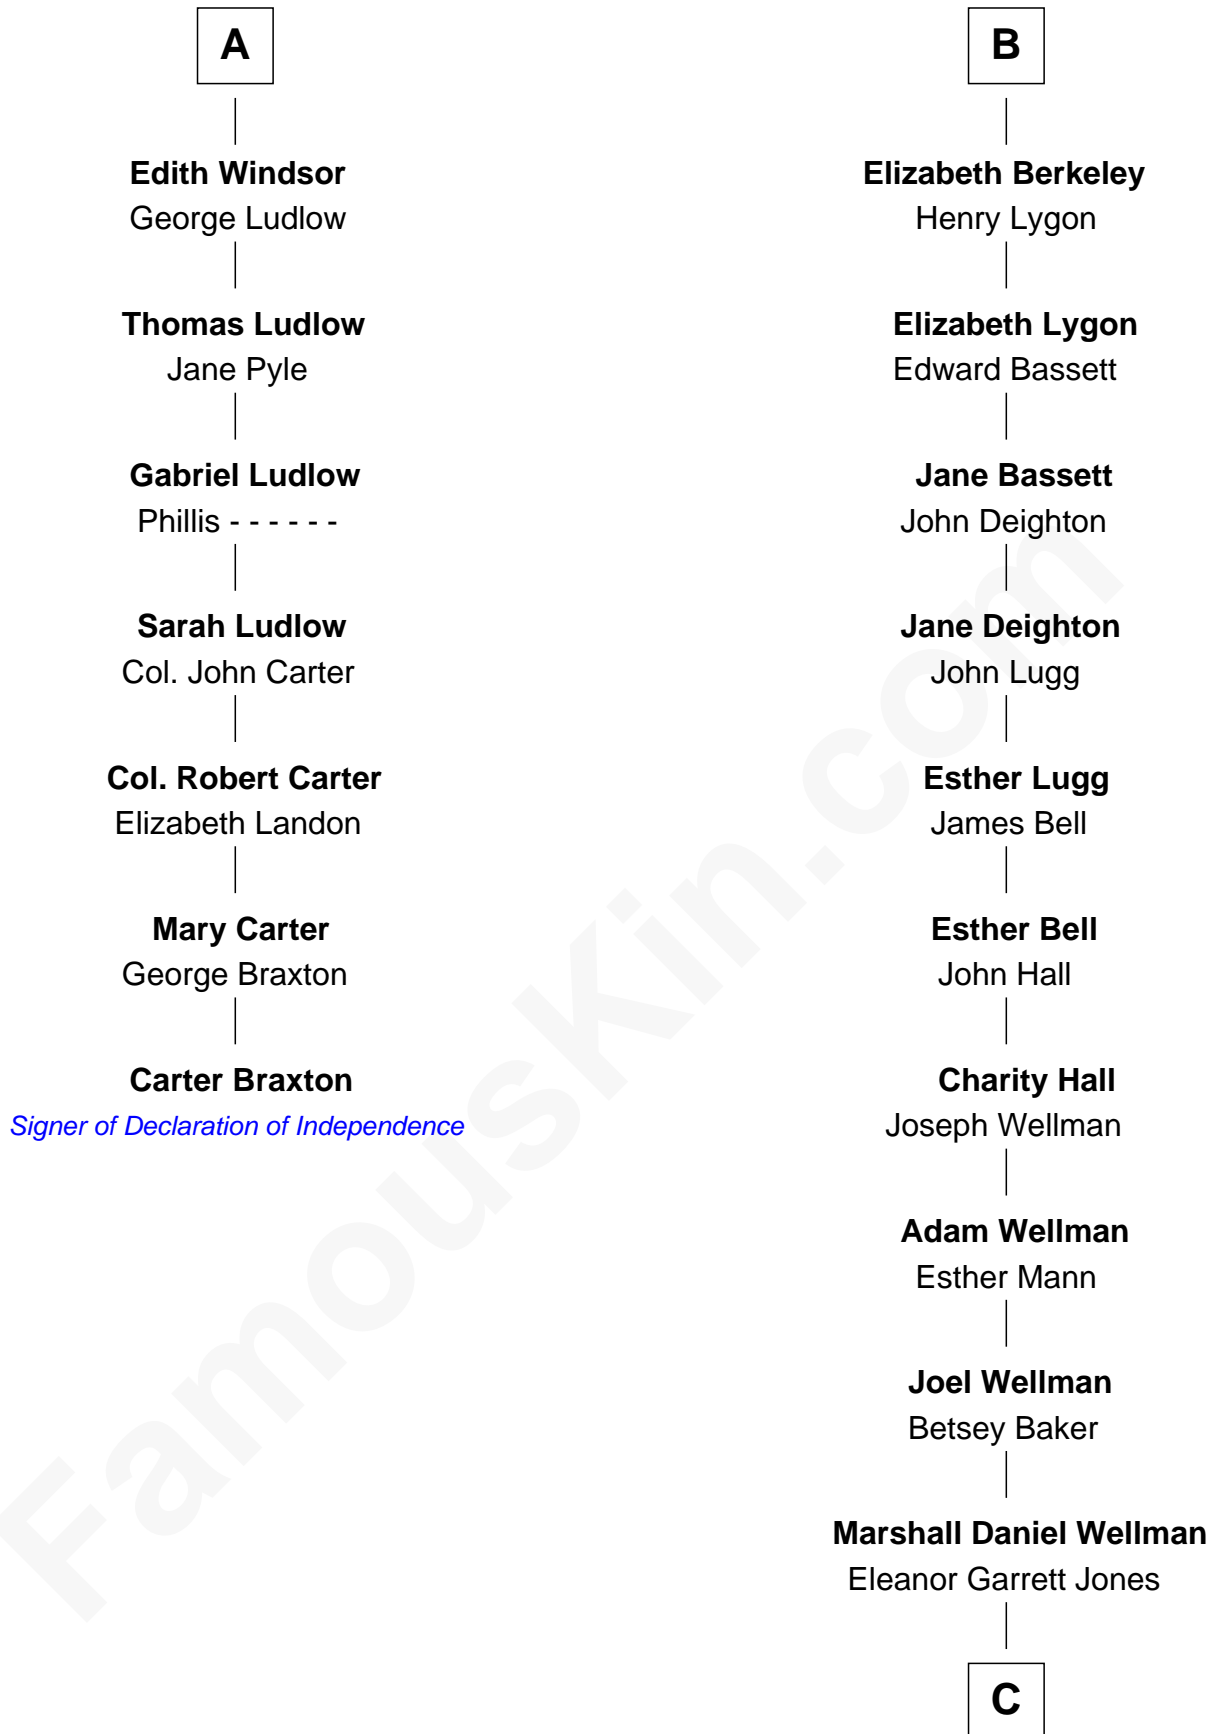 A
Edith Windsor
George Ludlow
Thomas Ludlow
Jane Pyle
Gabriel Ludlow
Phillis - - - - - -
Sarah Ludlow
Col. John Carter
Col. Robert Carter
Elizabeth Landon
Mary Carter
George Braxton
Carter Braxton
Signer of Declaration of Independence
B
Elizabeth Berkeley
Henry Lygon
Elizabeth Lygon
Edward Bassett
Jane Bassett
John Deighton
Jane Deighton
John Lugg
Esther Lugg
James Bell
Esther Bell
John Hall
Charity Hall
Joseph Wellman
Adam Wellman
Esther Mann
Joel Wellman
Betsey Baker
Marshall Daniel Wellman
Eleanor Garrett Jones
C
FamousKin.com